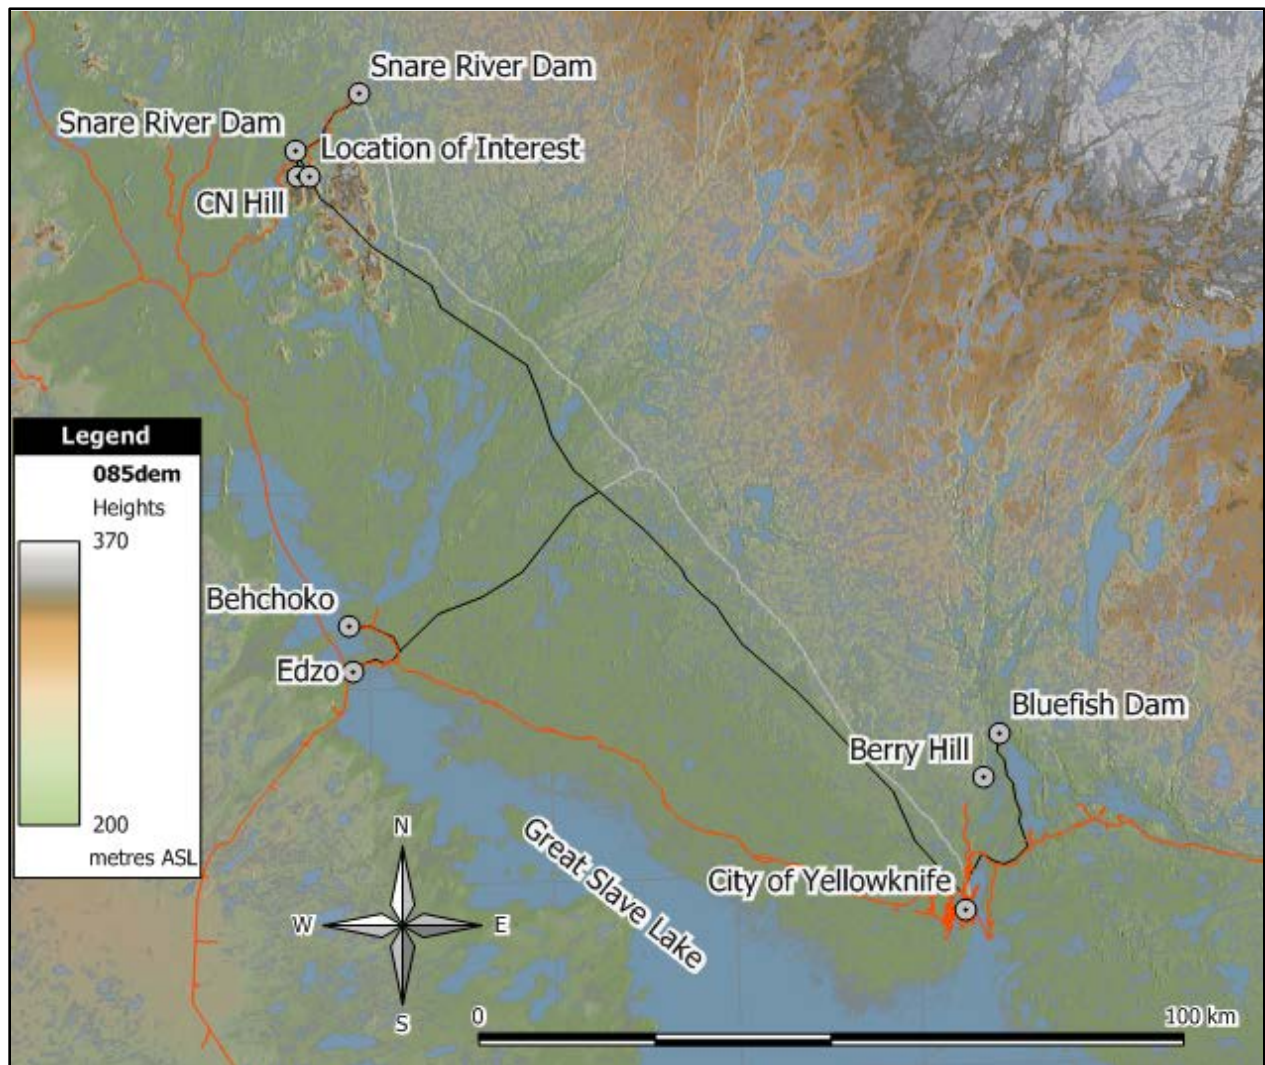 Snare River Dam
Snare River Dam
Location of Interest
CN Hill
Legend
085dem
Heights
370
200
metres ASL
Behchoko
Edzo
Bluefish Dam
Berry Hill
City of Yellowknife
Great Slave Lake
N
W
E
S
0
100 km